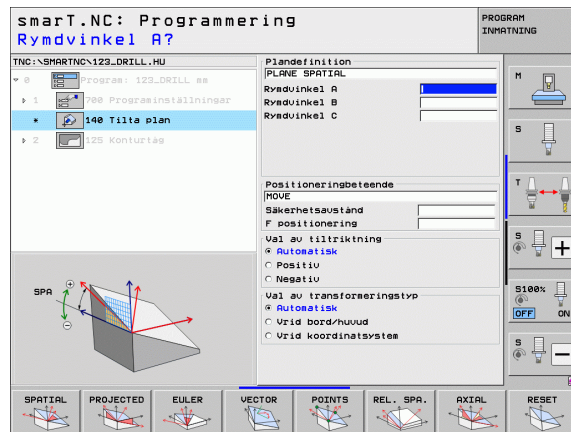 smarT.NC: Programmering
Rymdvinkel A?
PROGRAM
INMATNING
TNC:\SMARTNC\123_DRILL.HU
0 Program: 123_DRILL mm
1 700 Programinställningar
* 140 Tilta plan
2 125 Konturtåg
Plandefinition
PLANE SPATIAL
Rymdvinkel A
Rymdvinkel B
Rymdvinkel C
Positioneringbeteende
MOVE
Säkerhetsavstånd
F positionering
Val av tiltriktning
Automatisk
Positiv
Negativ
Val av transformeringstyp
Automatisk
Vrid bord/huvud
Vrid koordinatsystem
SPA
+
−
M
S
T
S
+
S100%
OFF ON
S
−
SPATIAL
PROJECTED
EULER
VECTOR
POINTS
REL. SPA.
AXIAL
RESET